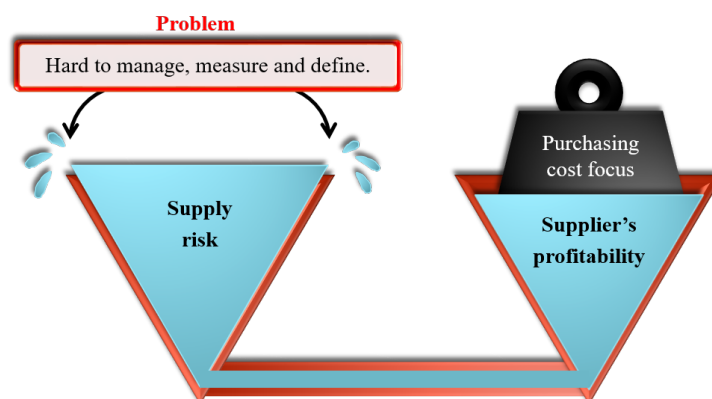 Problem
Hard to manage, measure and define.
Purchasing
cost focus
Supply
risk
Supplier's
profitability